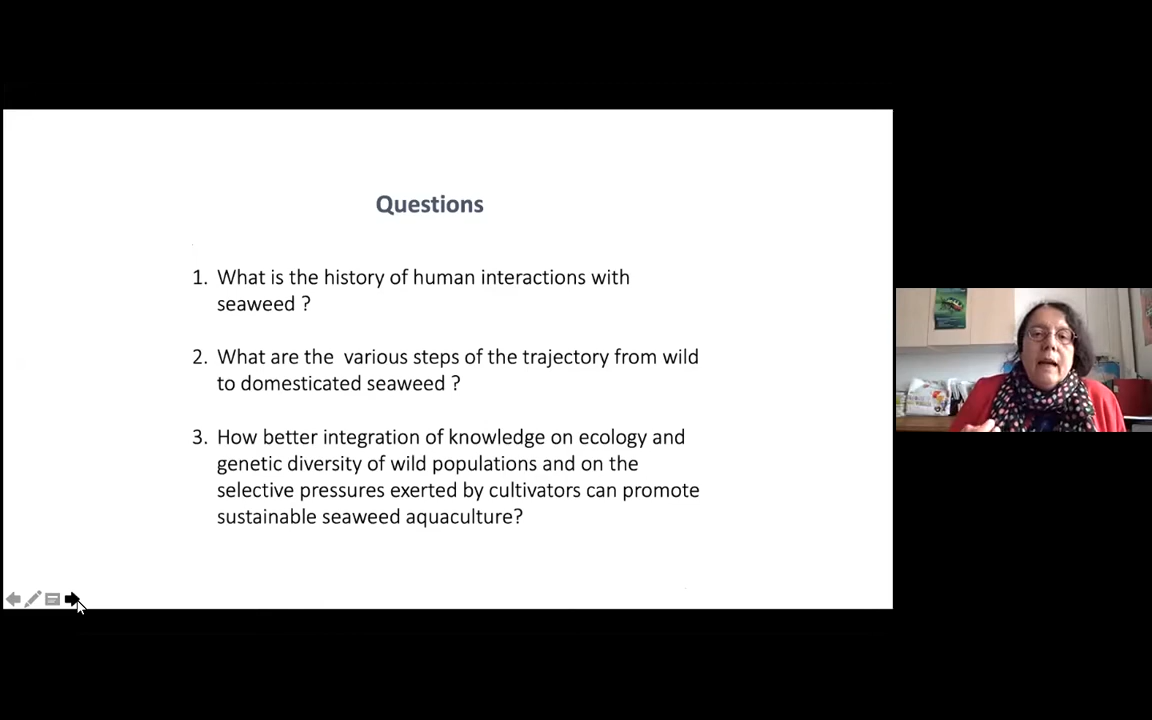 Questions
1. What is the history of human interactions with
seaweed ?
2. What are the various steps of the trajectory from wild
to domesticated seaweed ?
3. How better integration of knowledge on ecology and
genetic diversity of wild populations and on the
selective pressures exerted by cultivators can promote
sustainable seaweed aquaculture?